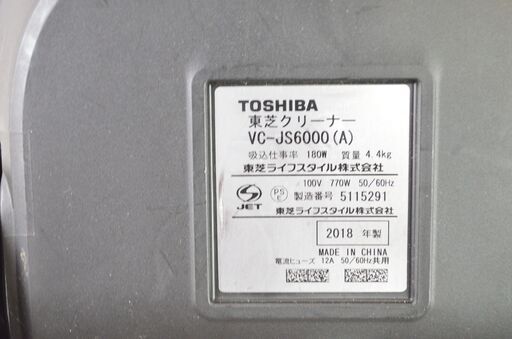 TOSHIBA
東芝クリーナー
VC-JS6000(A)
吸込仕事率 180W 質量 4.4kg
東芝ライフスタイル株式会社
100V 770W 50/60Hz
PS E 製造番号 5115291
JET 東芝ライフスタイル株式会社
2018 年製
MADE IN CHINA
電流ヒューズ 12A 50/60Hz共用